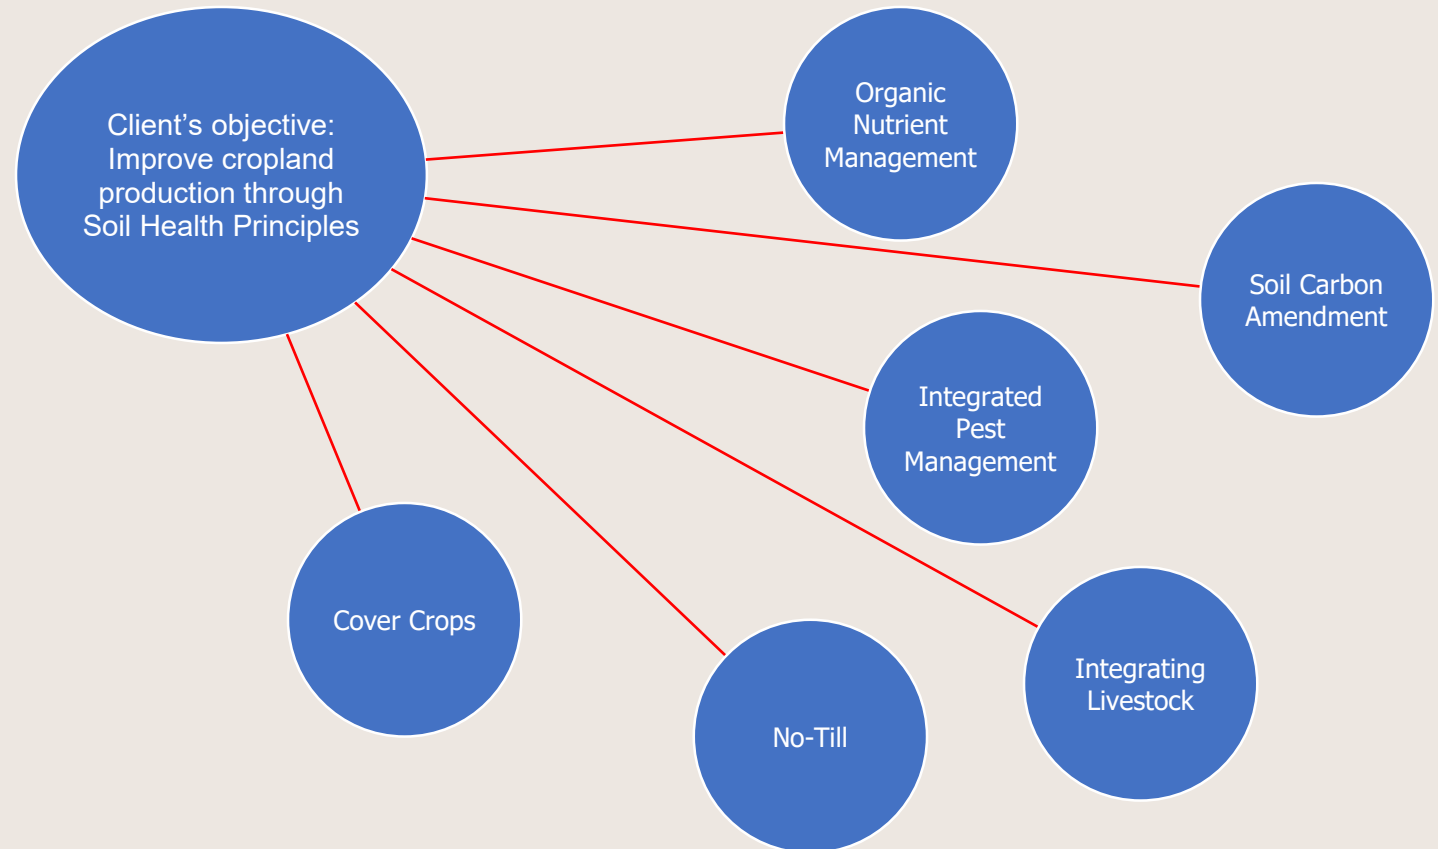 Client’s objective:
Improve cropland
production through
Soil Health Principles
Organic
Nutrient
Management
Soil Carbon
Amendment
Integrated
Pest
Management
Integrating
Livestock
No-Till
Cover Crops